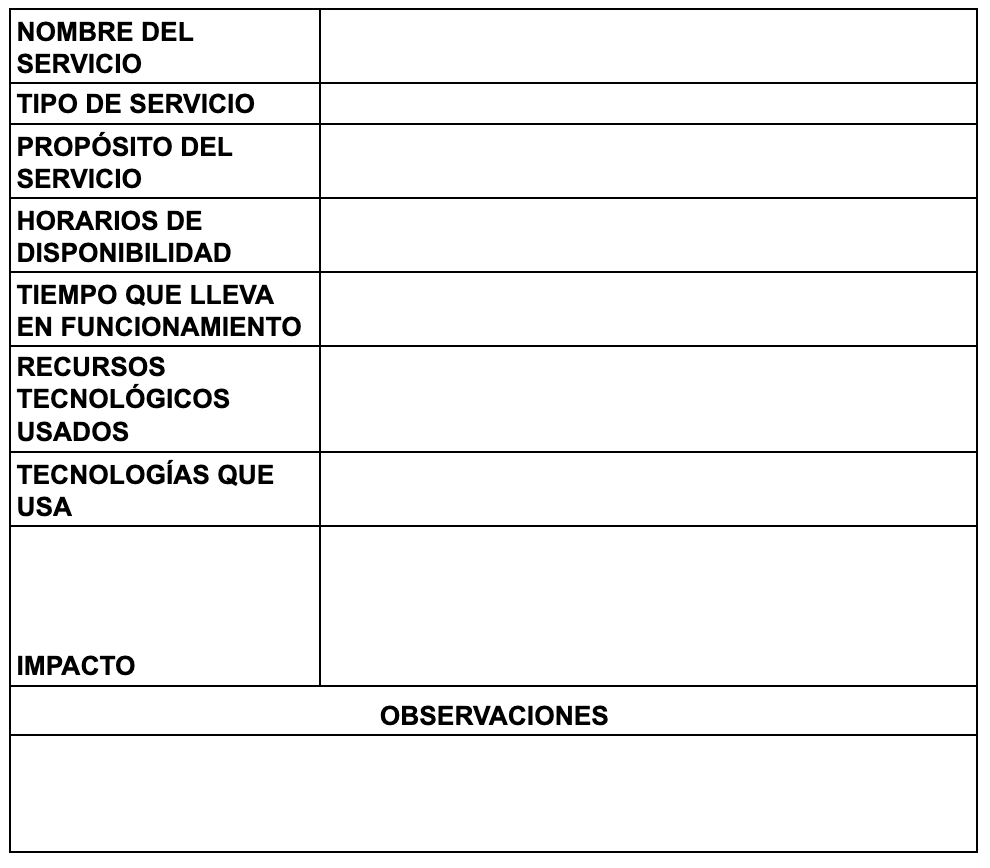 NOMBRE DEL
SERVICIO
TIPO DE SERVICIO
PROPÓSITO DEL
SERVICIO
HORARIOS DE
DISPONIBILIDAD
TIEMPO QUE LLEVA
EN FUNCIONAMIENTO
RECURSOS
TECNOLÓGICOS
USADOS
TECNOLOGÍAS QUE
USA
IMPACTO
OBSERVACIONES